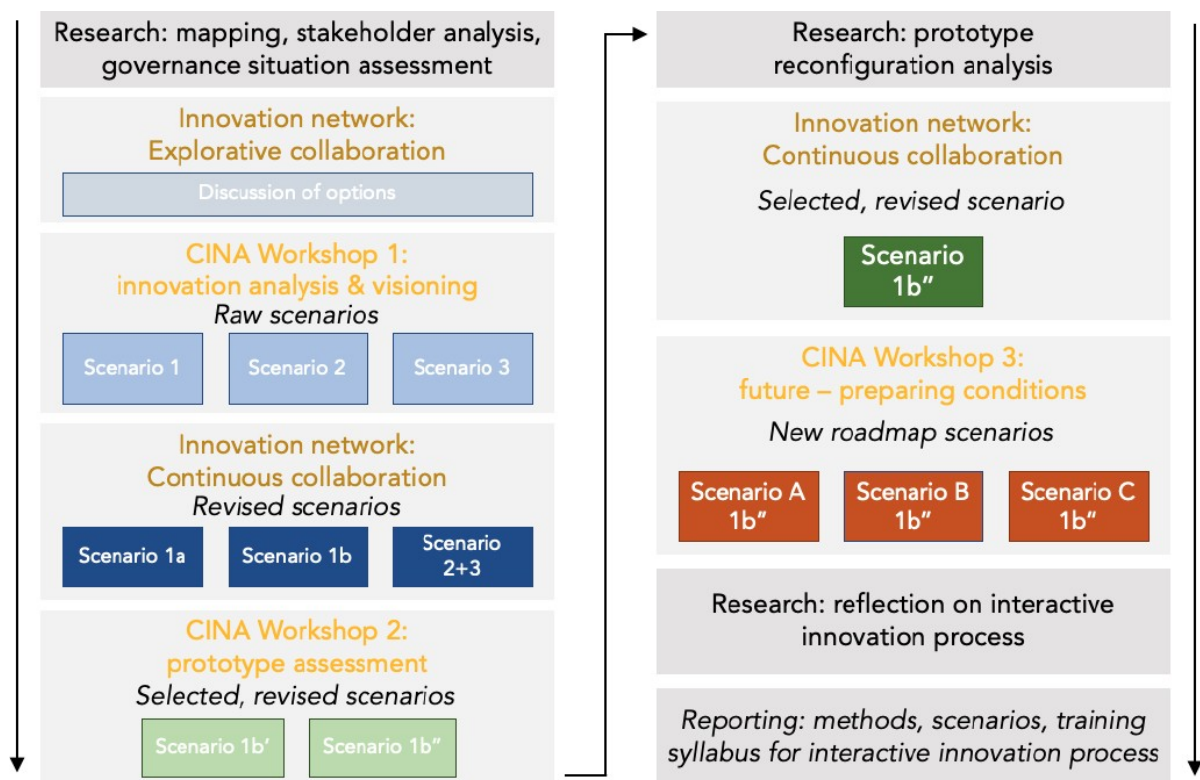 Research: mapping, stakeholder analysis,
governance situation assessment
Innovation network:
Explorative collaboration
Discussion of options
CINA Workshop 1:
innovation analysis & visioning
Raw scenarios
Scenario 1
Scenario 2
Scenario 3
Innovation network:
Continuous collaboration
Revised scenarios
Scenario 1a
Scenario 1b
Scenario
2+3
CINA Workshop 2:
prototype assessment
Selected, revised scenarios
Scenario 1b’
Scenario 1b”
Research: prototype
reconfiguration analysis
Innovation network:
Continuous collaboration
Selected, revised scenario
Scenario
1b”
CINA Workshop 3:
future – preparing conditions
New roadmap scenarios
Scenario A
1b”
Scenario B
1b”
Scenario C
1b”
Research: reflection on interactive
innovation process
Reporting: methods, scenarios, training
syllabus for interactive innovation process